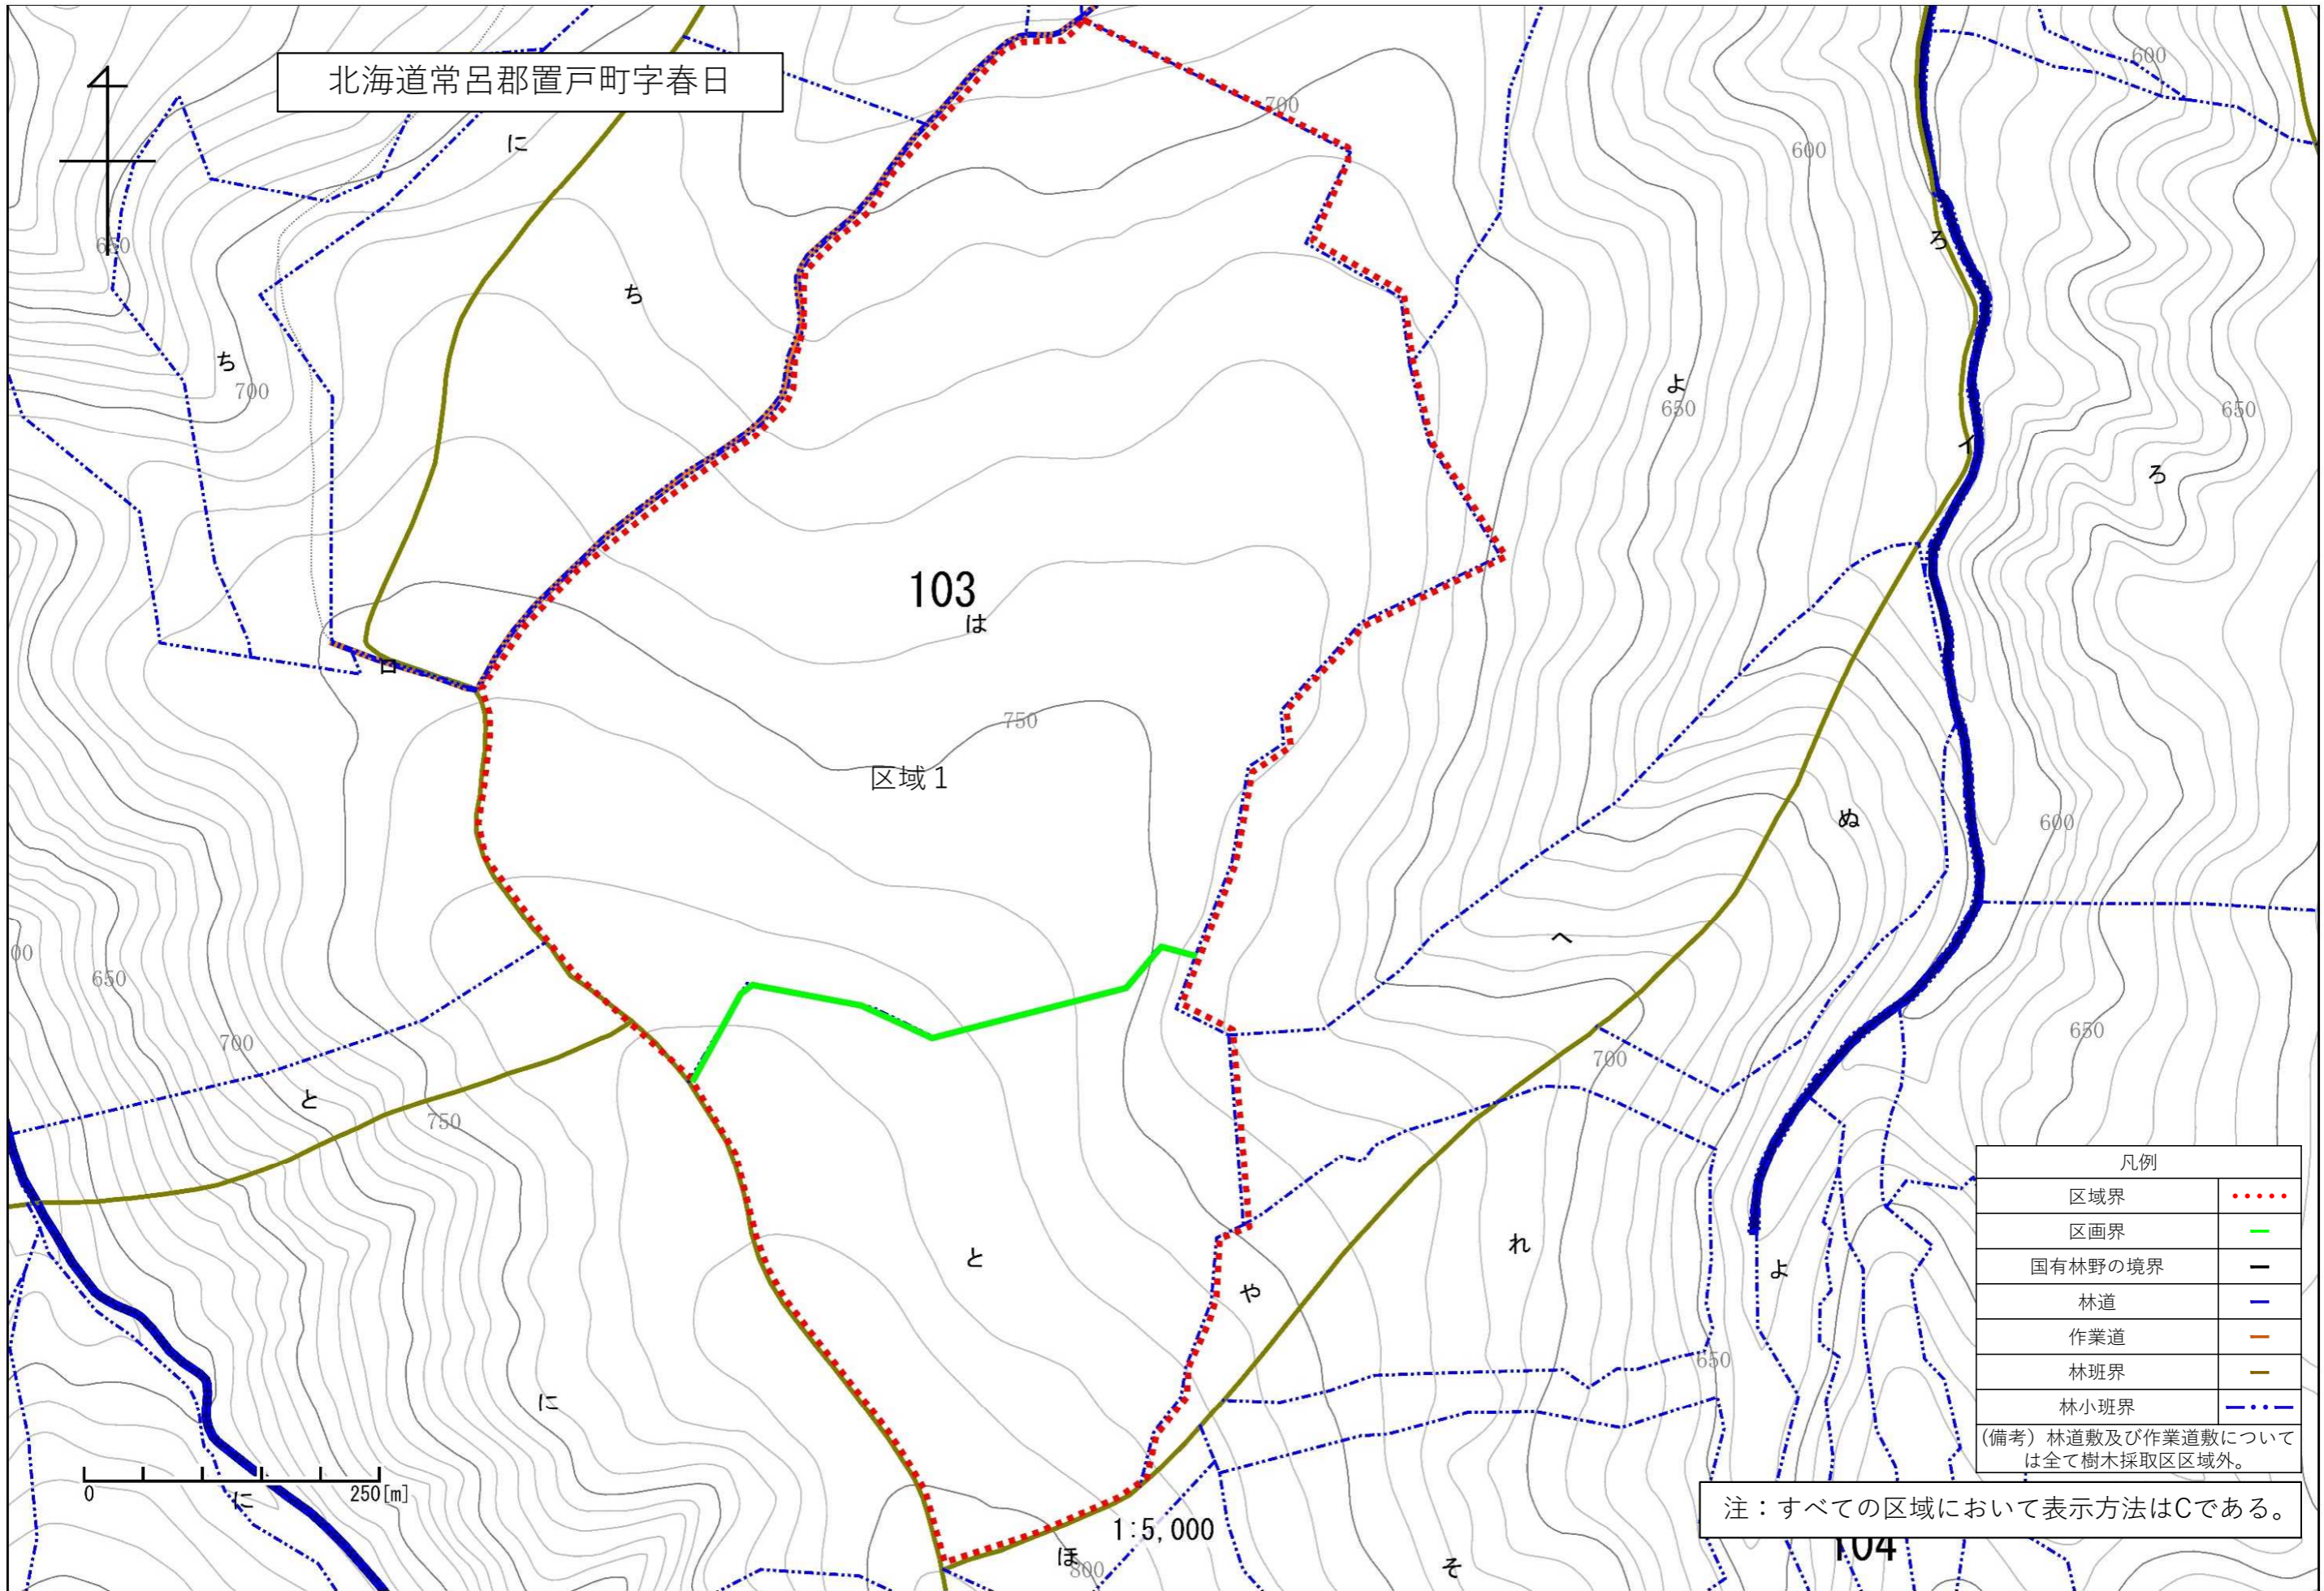 北海道常呂郡置戸町字春日
600
に
700
600
650
ろ
ち
ち
700
よ
650
650
イ
ろ
103
は
ロ
750
区域1
ぬ
600
00
650
へ
700
650
700
と
750
凡例
区域界
区画界
国有林野の境界
林道
作業道
林班界
林小班界
(備考) 林道敷及び作業道敷について
は全て樹木採取区区域外。
と
れ
や
よ
650
に
0 250[m]
に
注：すべての区域において表示方法はCである。
1:5,000
104
ほ
800
そ